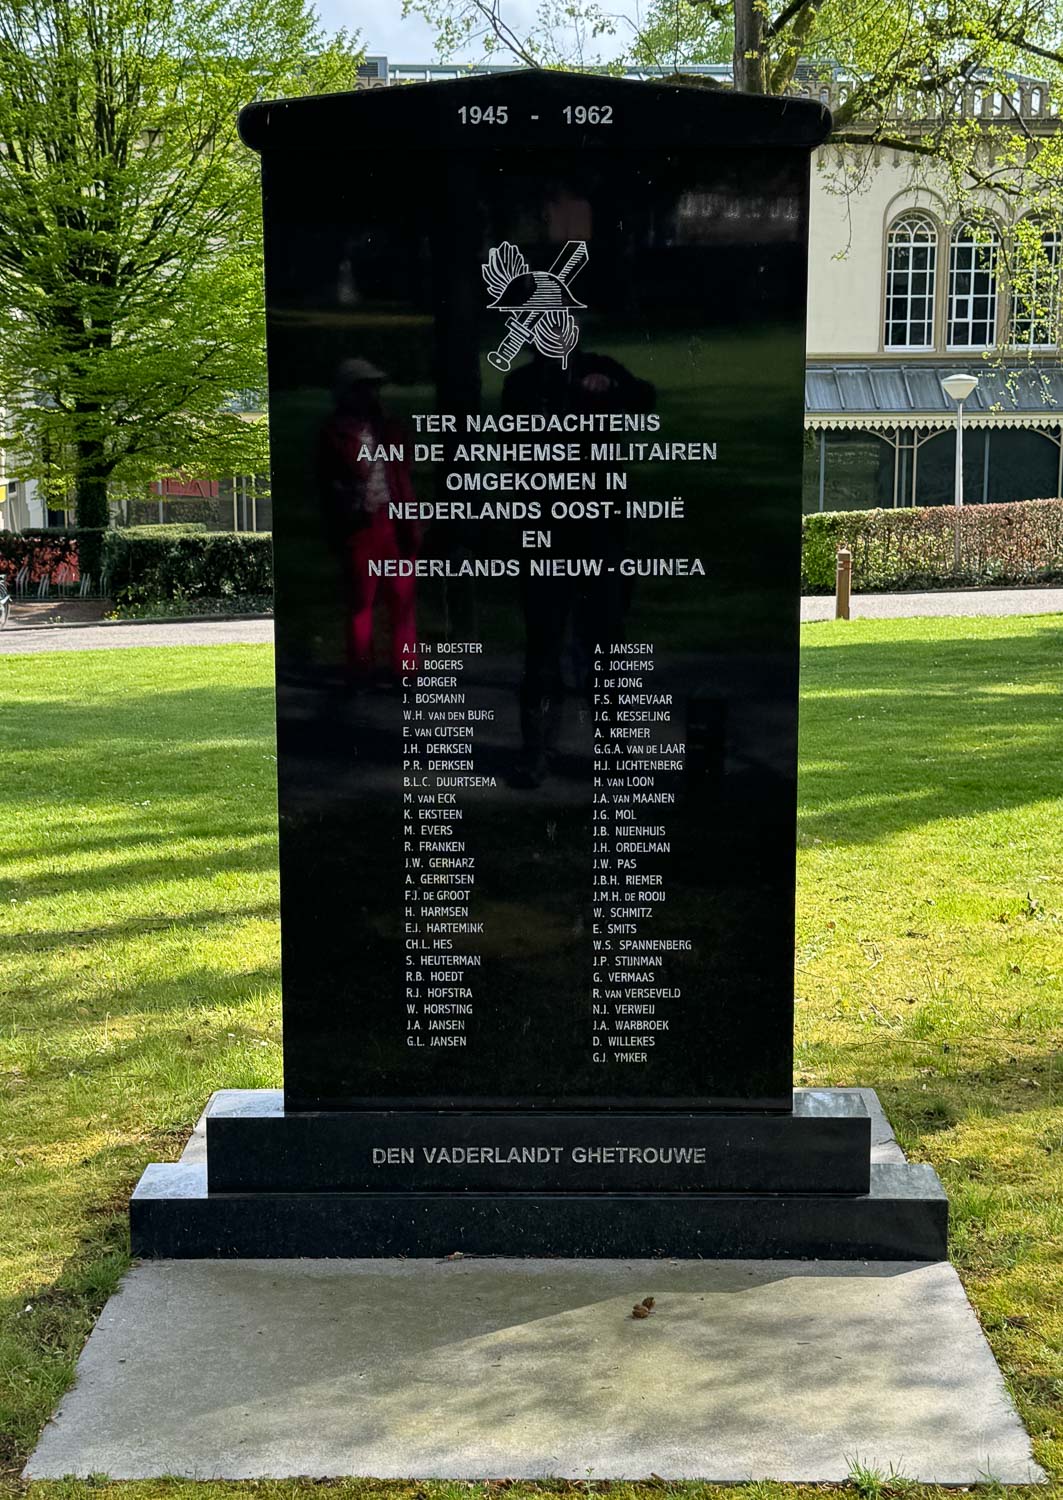 1945 - 1962
TER NAGEDACHTENIS
AAN DE ARNHEMSE MILITAIREN
OMGEKOMEN IN
NEDERLANDS OOST-INDIË
EN
NEDERLANDS NIEUW-GUINEA
A.J.TH BOESTER
K.J. BOGERS
C. BORGER
J. BOSMANN
W.H. VAN DEN BURG
E. VAN CUTSEM
J.H. DERKSEN
P.R. DERKSEN
B.L.C. DUURTSEMA
M. VAN ECK
K. EKSTEEN
M. EVERS
R. FRANKEN
J.W. GERHARZ
A. GERRITSEN
F.J. DE GROOT
H. HARMSEN
E.J. HARTEMINK
CH.L. HES
S. HEUTERMAN
R.B. HOEDT
R.J. HOFSTRA
W. HORSTING
J.A. JANSEN
G.L. JANSEN
A. JANSSEN
G. JOCHEMS
J. DE JONG
F.S. KAMEVAAR
J.G. KESSELING
A. KREMER
G.G.A. VAN DE LAAR
H.J. LICHTENBERG
H. VAN LOON
J.A. VAN MAANEN
J.G. MOL
J.B. NIJENHUIS
J.H. ORDELMAN
J.W. PAS
J.B.H. RIEMER
J.M.H. DE ROOIJ
W. SCHMITZ
E. SMITS
W.S. SPANNENBERG
J.P. STIJNMAN
G. VERMAAS
R. VAN VERSEVELD
N.J. VERWEIJ
J.A. WARBROEK
D. WILLEKES
G.J. YMKER
DEN VADERLANDT GHETROUWE